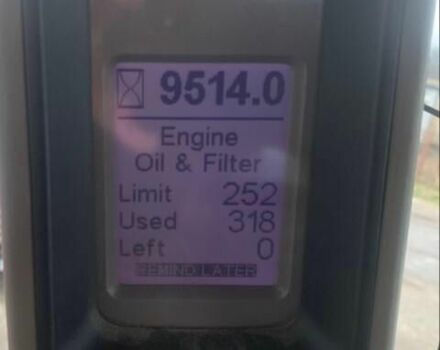 9514.0
Engine
Oil & Filter
Limit 252
Used 318
Left 0
REMIND LATER